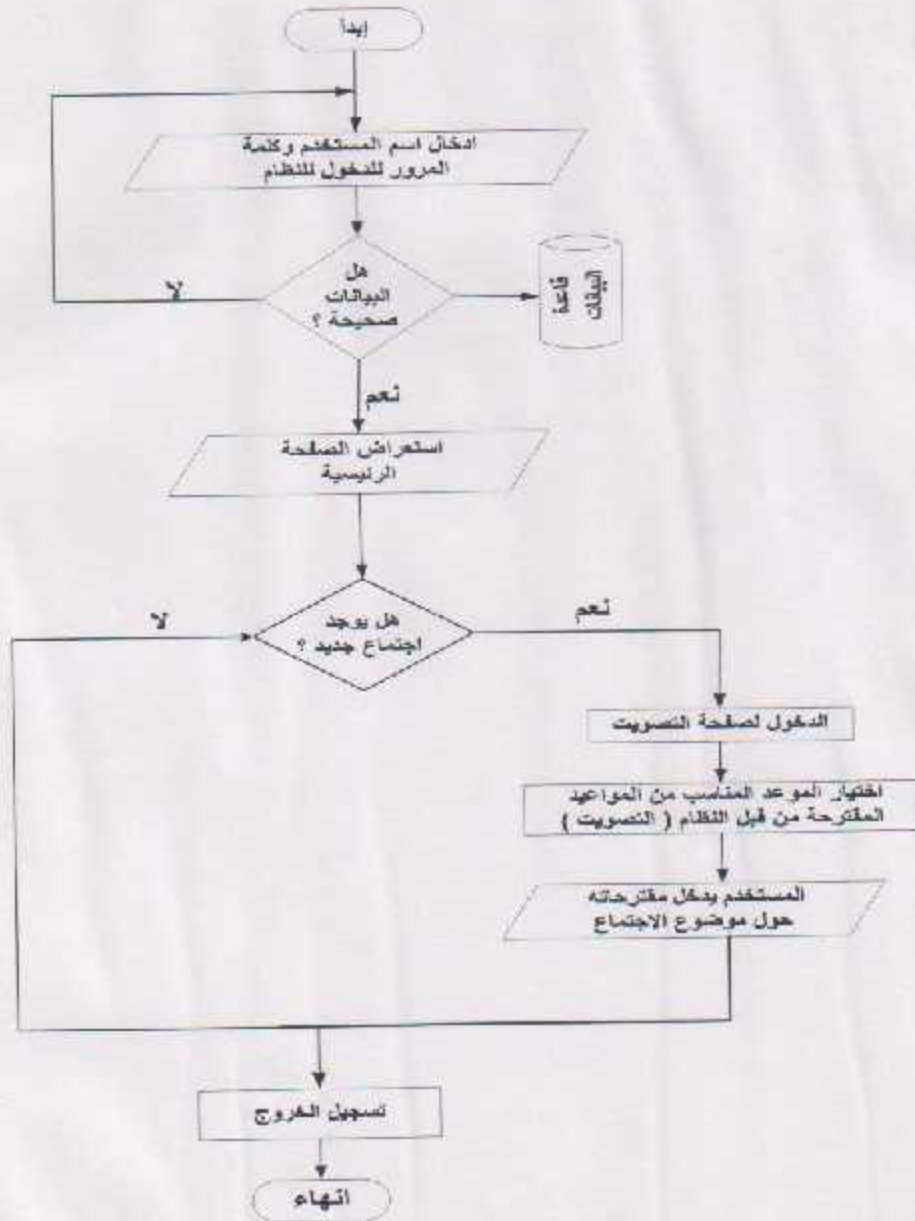 إبدأ
ادخال اسم المستخدم وكلمة
المرور للدخول للنظام
هل
البيانات
صحيحة ؟
لا
قاعدة
البيانات
نعم
استعراض الصفحة
الرئيسية
هل يوجد
اجتماع جديد ؟
لا
نعم
الدخول لصفحة التصويت
اختيار الموعد المناسب من المواعيد
المقترحة من قبل النظام ( التصويت )
المستخدم يدخل مقترحاته
حول موضوع الاجتماع
تسجيل الخروج
انهاء